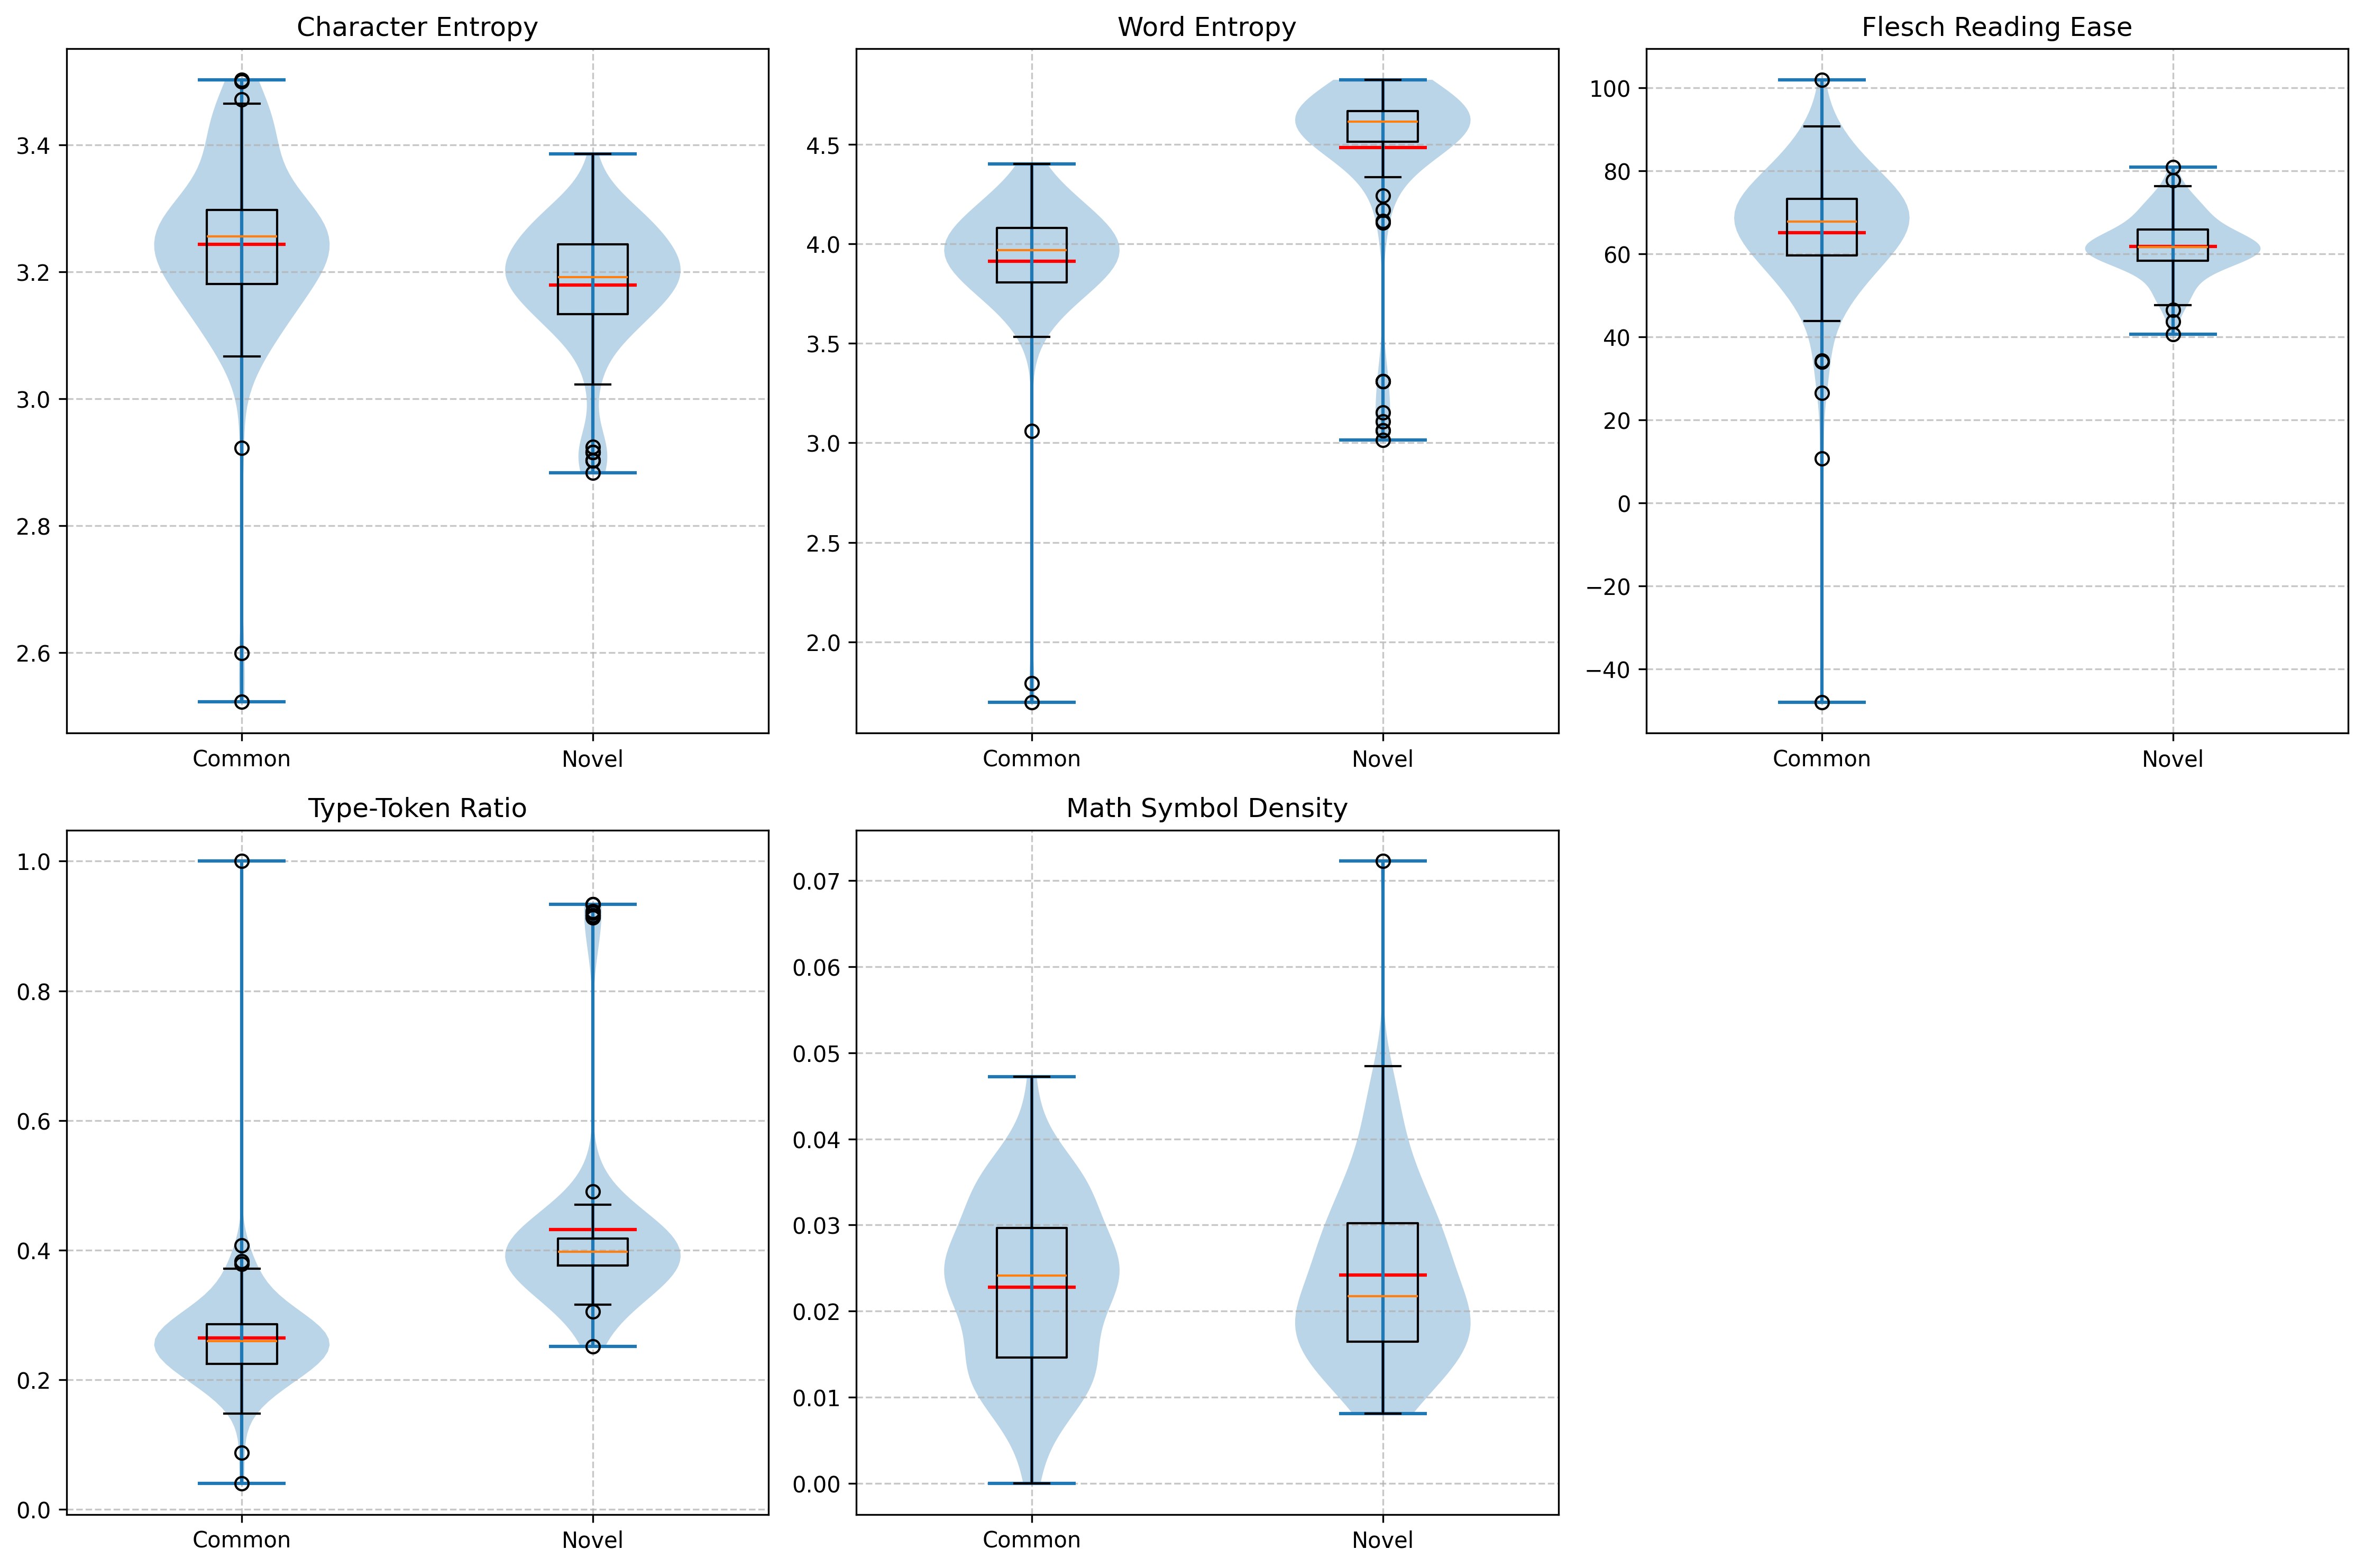 Character Entropy
3.4
3.2
3.0
2.8
2.6
Common
Novel
Word Entropy
4.5
4.0
3.5
3.0
2.5
2.0
Common
Novel
Flesch Reading Ease
100
80
60
40
20
0
−20
−40
Common
Novel
Type-Token Ratio
1.0
0.8
0.6
0.4
0.2
0.0
Common
Novel
Math Symbol Density
0.07
0.06
0.05
0.04
0.03
0.02
0.01
0.00
Common
Novel